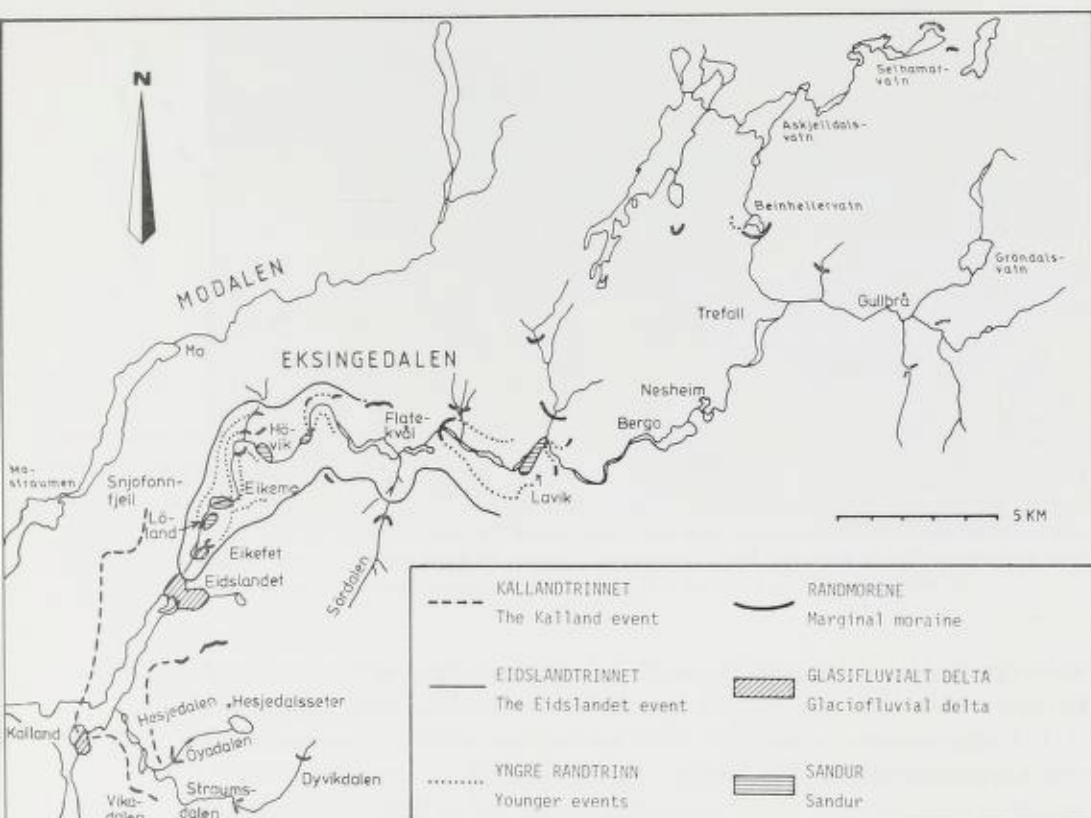 N
Selhamar-
vatn
Askjelldals-
vatn
Beinhellervatn
Gröndals-
vatn
MODALEN
Trefall
Gullbrå
Mo
EKSINGEDALEN
Nesheim
Bergo
Flate-
kvål
Hö-
vik
Mo-
straumen
Snjofonn-
fjell
Eikemo
Lavik
5 KM
Lö-
land
Eikefet
Eidslandet
Sördalen
Hesjedalen
Hesjedalsseter
Kalland
Öyadalen
Dyvikdalen
Straums-
dalen
Vika-
dalen
KALLANDTRINNET
The Kalland event
EIDSLANDTRINNET
The Eidslandet event
YNGRE RANDTRINN
Younger events
RANDMORENE
Marginal moraine
GLASIFLUVIALT DELTA
Glaciofluvial delta
SANDUR
Sandur